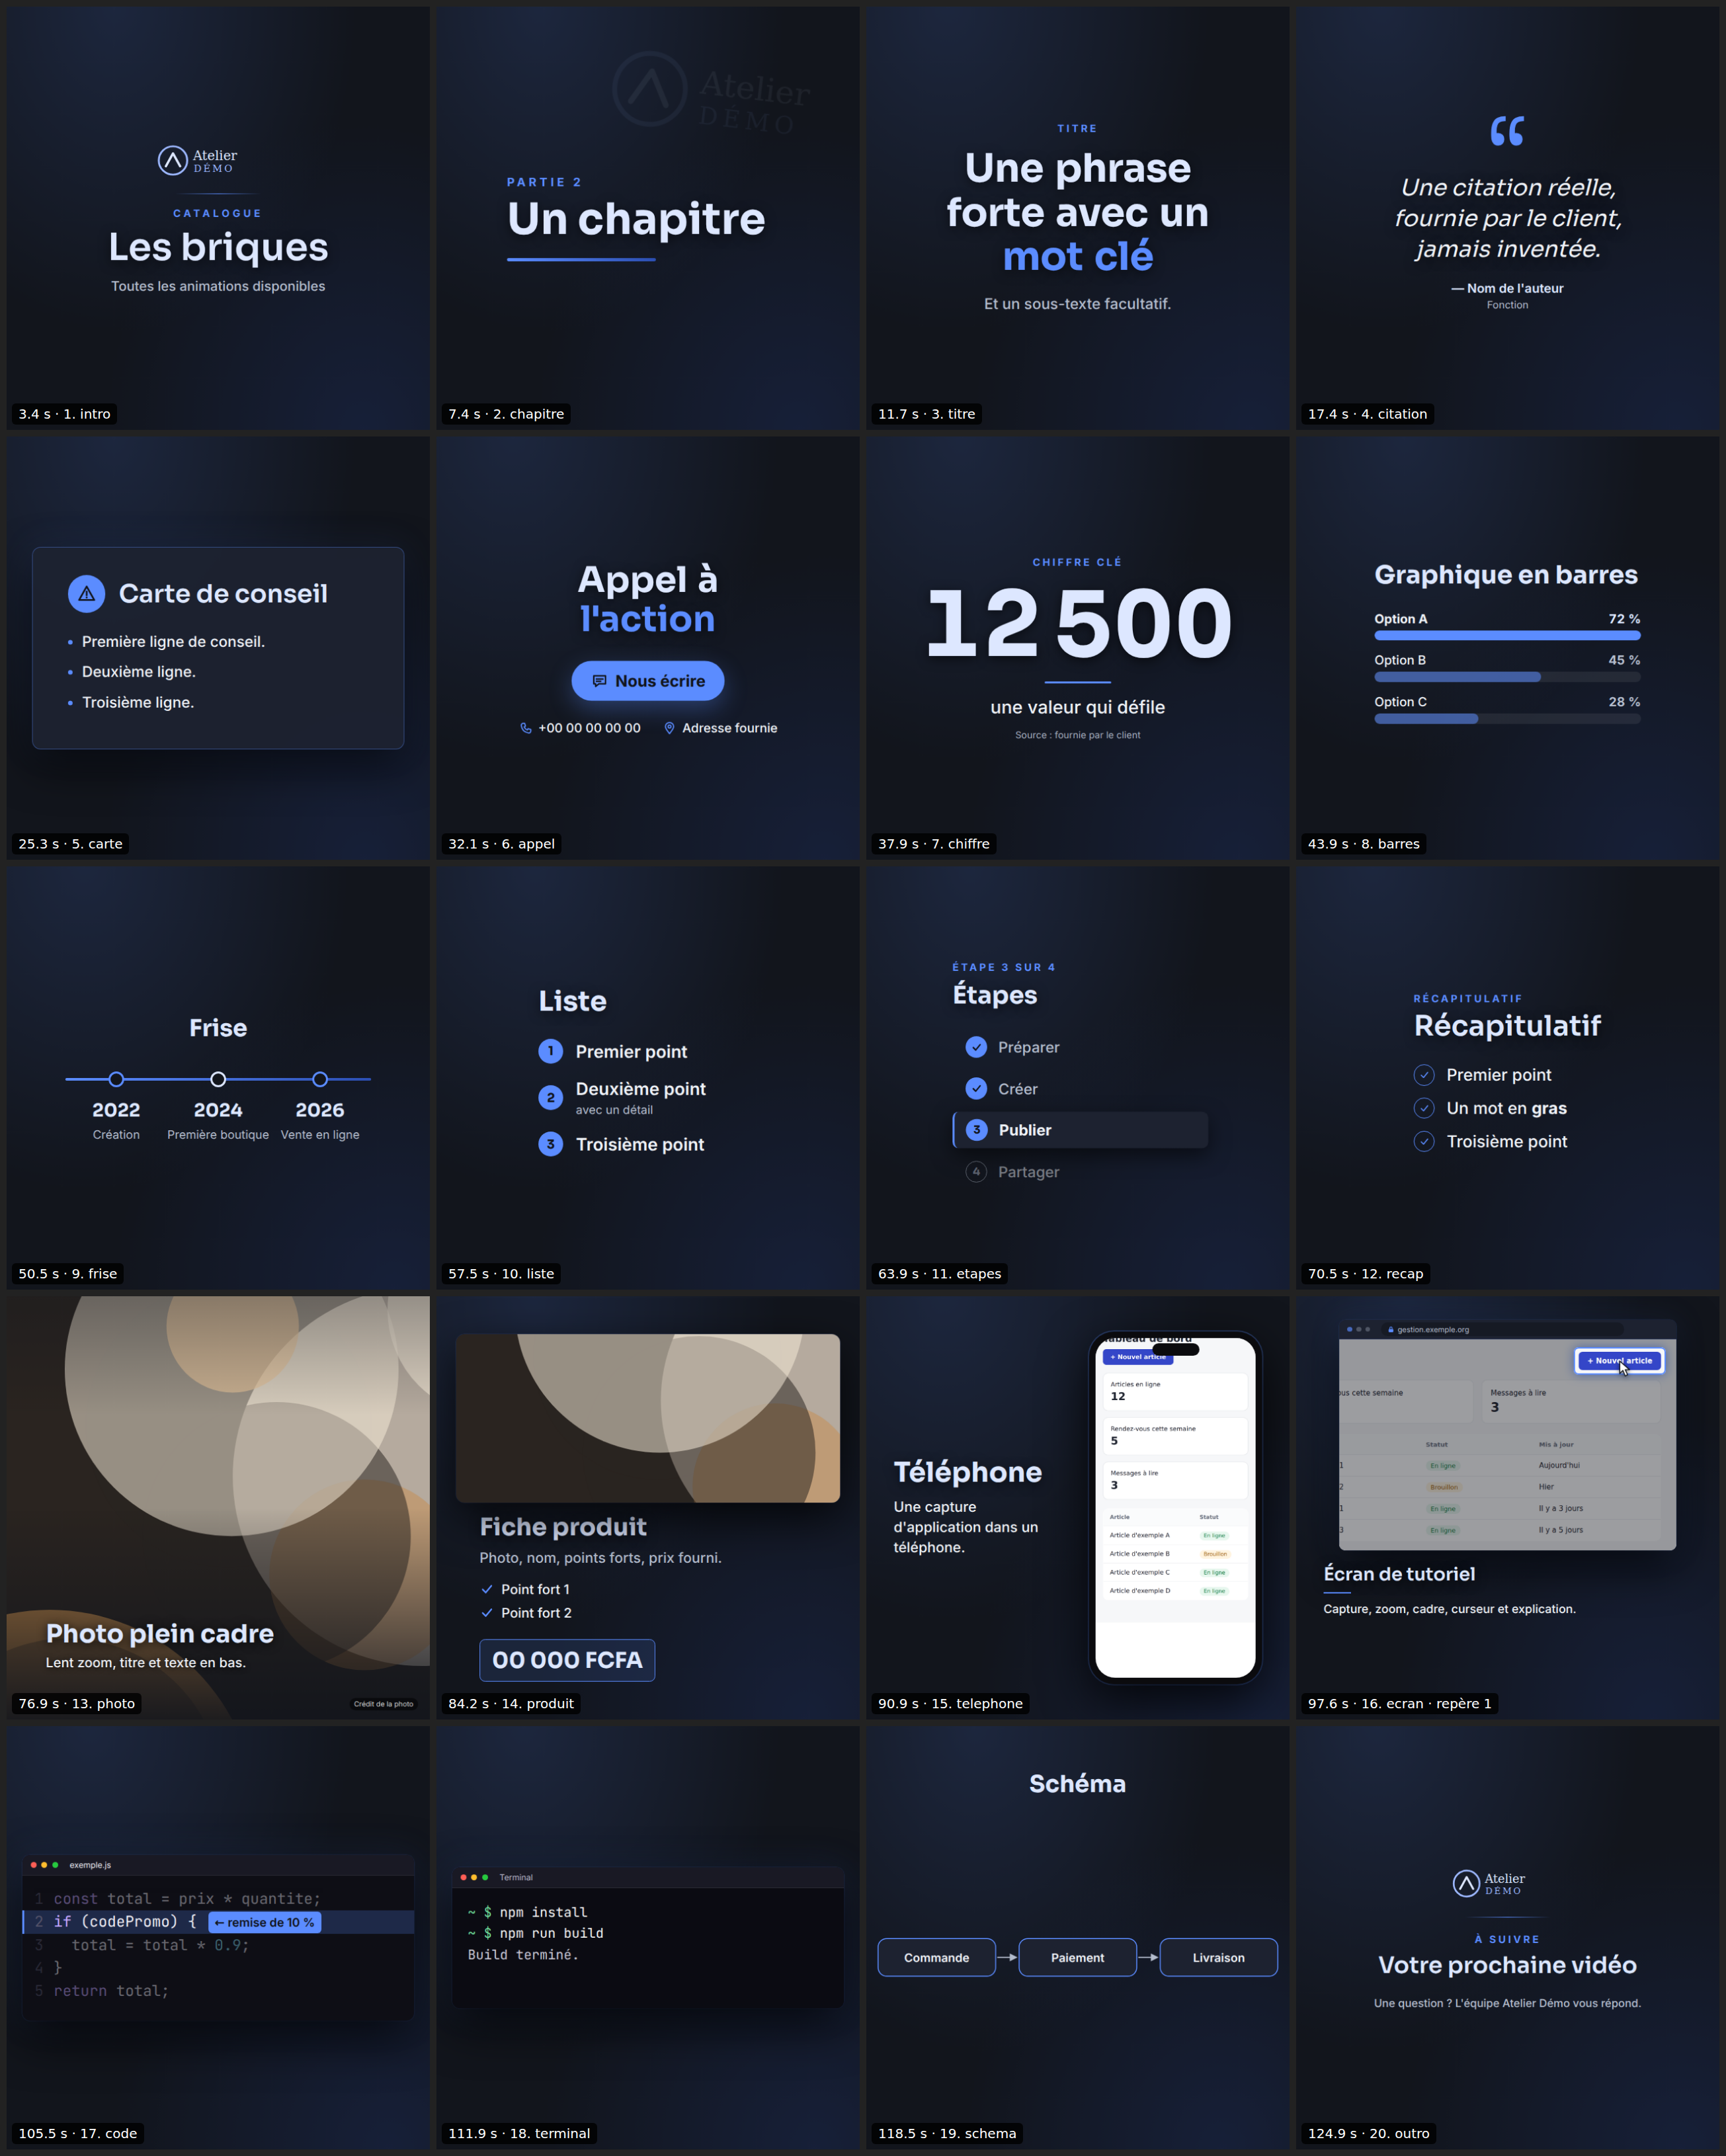 Atelier
DÉMO
CATALOGUE
Les briques
Toutes les animations disponibles
3.4 s · 1. intro
Atelier
DÉMO
PARTIE 2
Un chapitre
7.4 s · 2. chapitre
TITRE
Une phrase
forte avec un
mot clé
Et un sous-texte facultatif.
11.7 s · 3. titre
“
Une citation réelle,
fournie par le client,
jamais inventée.
— Nom de l'auteur
Fonction
17.4 s · 4. citation
Carte de conseil
• Première ligne de conseil.
• Deuxième ligne.
• Troisième ligne.
25.3 s · 5. carte
Appel à
l'action
Nous écrire
+00 00 00 00 00 Adresse fournie
32.1 s · 6. appel
CHIFFRE CLÉ
12 500
une valeur qui défile
Source : fournie par le client
37.9 s · 7. chiffre
Graphique en barres
Option A 72 %
Option B 45 %
Option C 28 %
43.9 s · 8. barres
Frise
2022 2024 2026
Création Première boutique Vente en ligne
50.5 s · 9. frise
Liste
1 Premier point
2 Deuxième point
avec un détail
3 Troisième point
57.5 s · 10. liste
ÉTAPE 3 SUR 4
Étapes
Préparer
Créer
3 Publier
4 Partager
63.9 s · 11. etapes
RÉCAPITULATIF
Récapitulatif
Premier point
Un mot en gras
Troisième point
70.5 s · 12. recap
Photo plein cadre
Lent zoom, titre et texte en bas.
Crédit de la photo
76.9 s · 13. photo
Fiche produit
Photo, nom, points forts, prix fourni.
Point fort 1
Point fort 2
00 000 FCFA
84.2 s · 14. produit
Téléphone
Une capture
d'application dans un
téléphone.
de bord
+ Nouvel article
Articles en ligne
12
Rendez-vous cette semaine
5
Messages à lire
3
Article Statut
Article d'exemple A En ligne
Article d'exemple B Brouillon
Article d'exemple C En ligne
Article d'exemple D En ligne
90.9 s · 15. telephone
gestion.exemple.org
+ Nouvel article
cette semaine
Messages à lire
3
Statut Mis à jour
1 En ligne Aujourd'hui
2 Brouillon Hier
1 En ligne Il y a 3 jours
3 En ligne Il y a 5 jours
Écran de tutoriel
Capture, zoom, cadre, curseur et explication.
97.6 s · 16. ecran · repère 1
exemple.js
1 const total = prix * quantite;
2 if (codePromo) { ← remise de 10 %
3 total = total * 0.9;
4 }
5 return total;
105.5 s · 17. code
Terminal
~ $ npm install
~ $ npm run build
Build terminé.
111.9 s · 18. terminal
Schéma
Commande Paiement Livraison
118.5 s · 19. schema
Atelier
DÉMO
À SUIVRE
Votre prochaine vidéo
Une question ? L'équipe Atelier Démo vous répond.
124.9 s · 20. outro